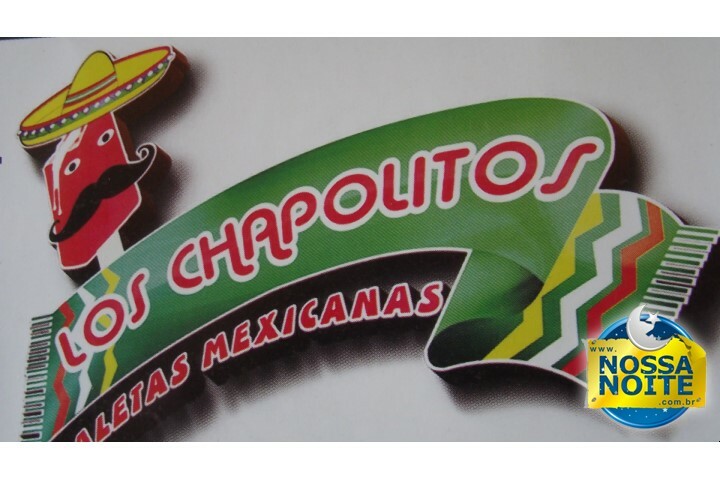 LOS CHAPOLITOS
ALETAS MEXICANAS
www.
NOSSA
NOITE
.com.br